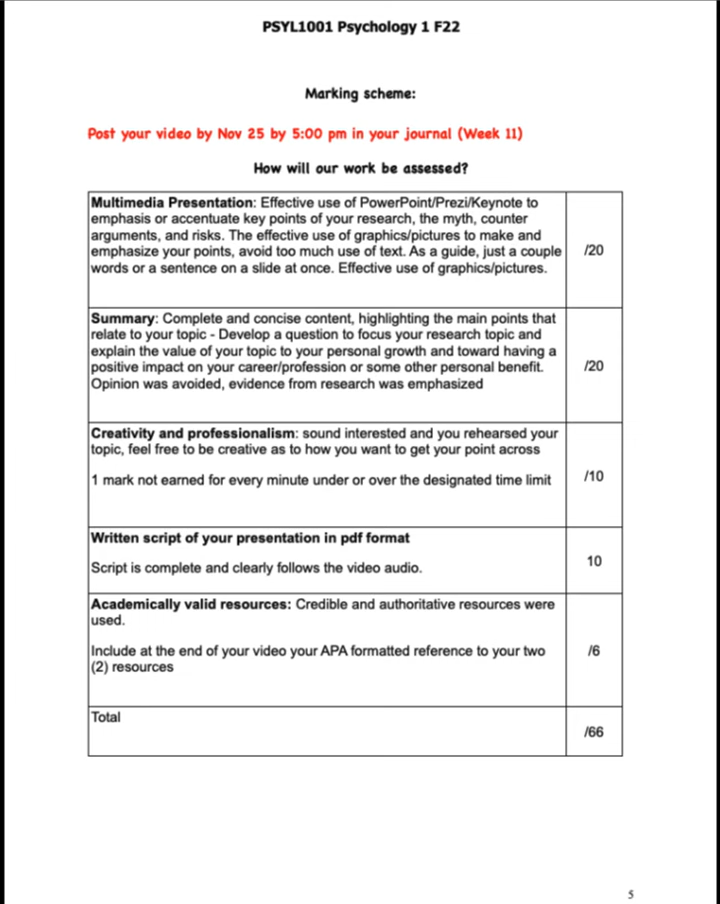 PSYL1001 Psychology 1 F22
Marking scheme:
Post your video by Nov 25 by 5:00 pm in your journal (Week 11)
How will our work be assessed?
Multimedia Presentation: Effective use of PowerPoint/Prezi/Keynote to
emphasis or accentuate key points of your research, the myth, counter
arguments, and risks. The effective use of graphics/pictures to make and
emphasize your points, avoid too much use of text. As a guide, just a couple
words or a sentence on a slide at once. Effective use of graphics/pictures.
/20
Summary: Complete and concise content, highlighting the main points that
relate to your topic - Develop a question to focus your research topic and
explain the value of your topic to your personal growth and toward having a
positive impact on your career/profession or some other personal benefit.
Opinion was avoided, evidence from research was emphasized
/20
Creativity and professionalism: sound interested and you rehearsed your
topic, feel free to be creative as to how you want to get your point across
1 mark not earned for every minute under or over the designated time limit
/10
Written script of your presentation in pdf format
Script is complete and clearly follows the video audio.
10
Academically valid resources: Credible and authoritative resources were
used.
Include at the end of your video your APA formatted reference to your two
(2) resources
/6
Total
/66
5